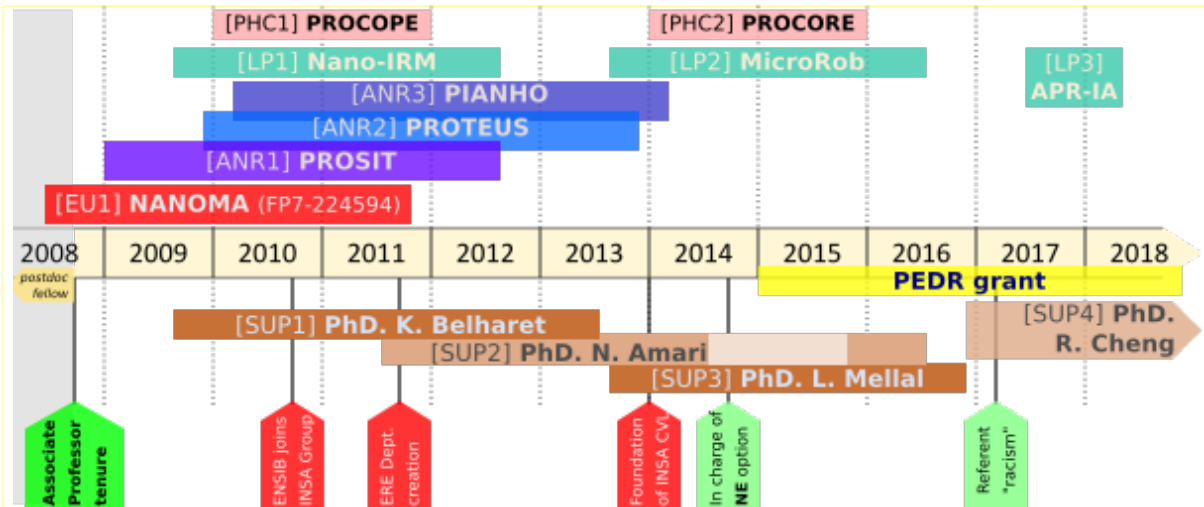 [PHC1] PROCOPE
[PHC2] PROCORE
[LP1] Nano-IRM
[LP2] MicroRob
[LP3]
APR-IA
[ANR3] PIANHO
[ANR2] PROTEUS
[ANR1] PROSIT
[EU1] NANOMA (FP7-224594)
2008 2009 2010 2011 2012 2013 2014 2015 2016 2017 2018
postdoc
fellow
PEDR grant
[SUP1] PhD. K. Belharet
[SUP2] PhD. N. Amari
[SUP3] PhD. L. Mellal
[SUP4] PhD.
R. Cheng
Associate
Professor
tenure
ENSIB joins
INSA Group
ERE Dept.
creation
Foundation
of INSA CVL
In charge of
NE option
Referent
"racism"